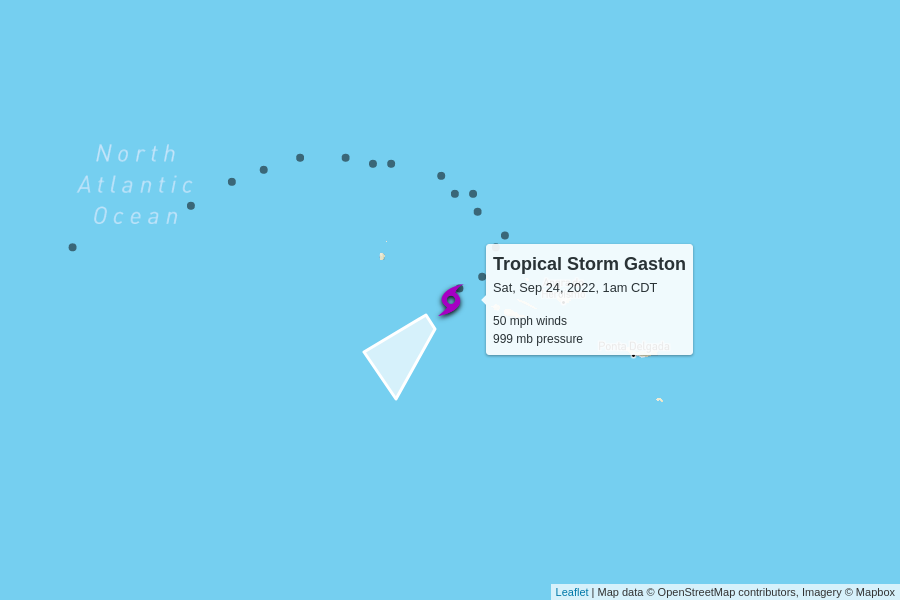 North
Atlantic
Ocean
Tropical Storm Gaston
Sat, Sep 24, 2022, 1am CDT
50 mph winds
999 mb pressure
Ponta Delgada
Leaflet | Map data © OpenStreetMap contributors, Imagery © Mapbox